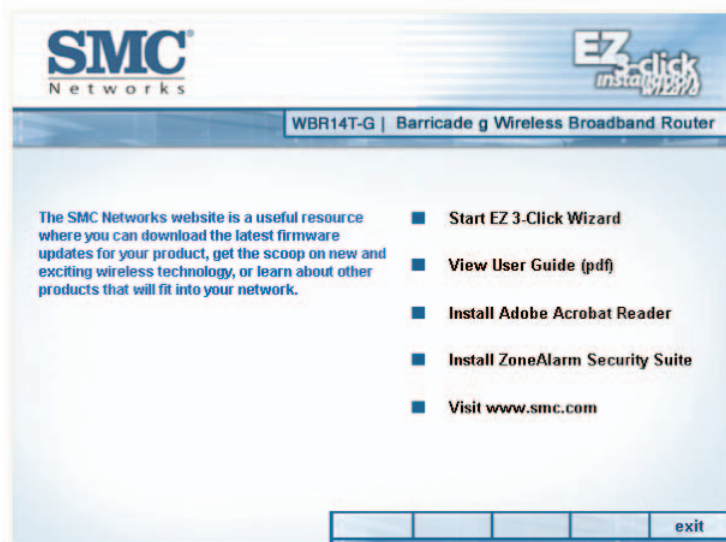 SMC®
Networks
EZ
3-click
installation
wizard
WBR14T-G | Barricade g Wireless Broadband Router
The SMC Networks website is a useful resource
where you can download the latest firmware
updates for your product, get the scoop on new and
exciting wireless technology, or learn about other
products that will fit into your network.
Start EZ 3-Click Wizard
View User Guide (pdf)
Install Adobe Acrobat Reader
Install ZoneAlarm Security Suite
Visit www.smc.com
exit